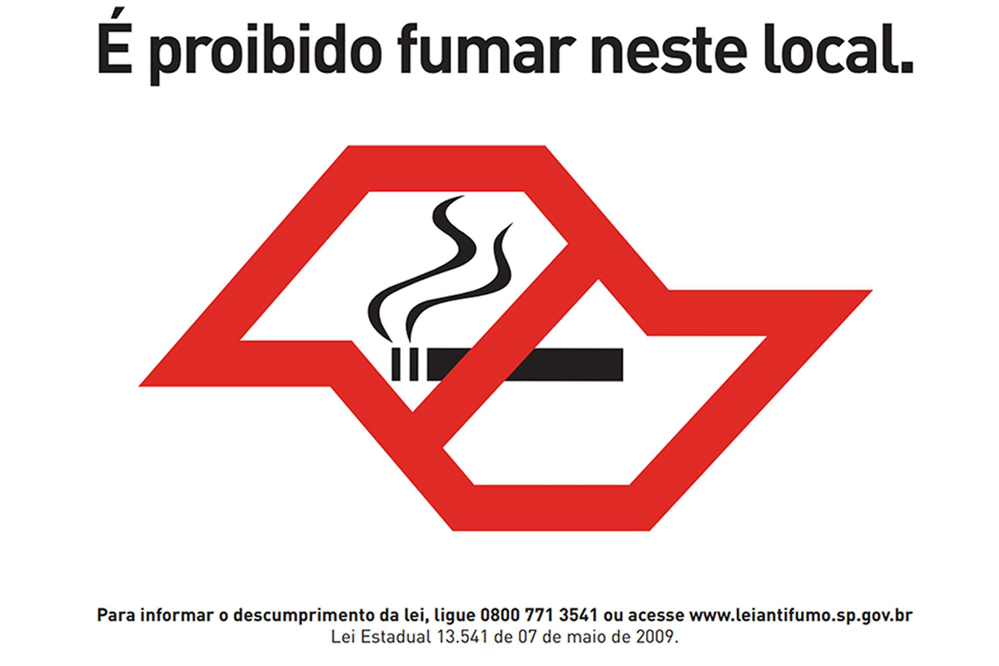 É proibido fumar neste local.
Para informar o descumprimento da lei, ligue 0800 771 3541 ou acesse www.leiantifumo.sp.gov.br
Lei Estadual 13.541 de 07 de maio de 2009.